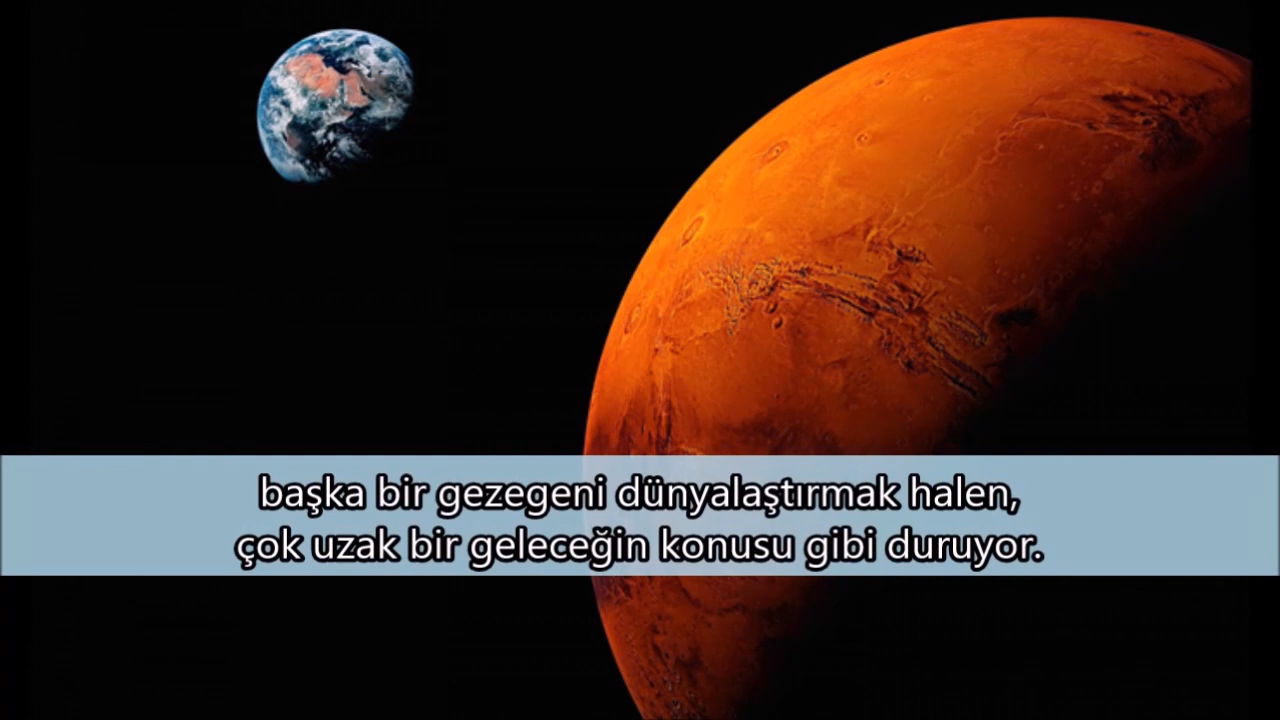 başka bir gezegeni dünyalaştırmak halen,
çok uzak bir geleceğin konusu gibi duruyor.